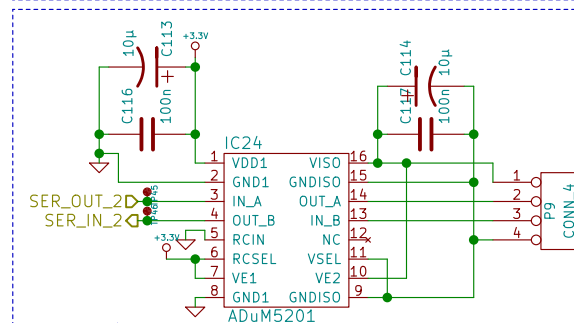 10µ
C113
+3.3V
C116
100n
C114
10µ
C117
100n
IC24
1 VDD1 VISO 16
2 GND1 GNDISO 15
3 IN_A OUT_A 14
4 OUT_B IN_B 13
5 RCIN NC 12
6 RCSEL VSEL 11
7 VE1 VE2 10
8 GND1 GNDISO 9
ADuM5201
SER_OUT_2
SER_IN_2
+3.3V
1
2
3
4
P9
CONN_4